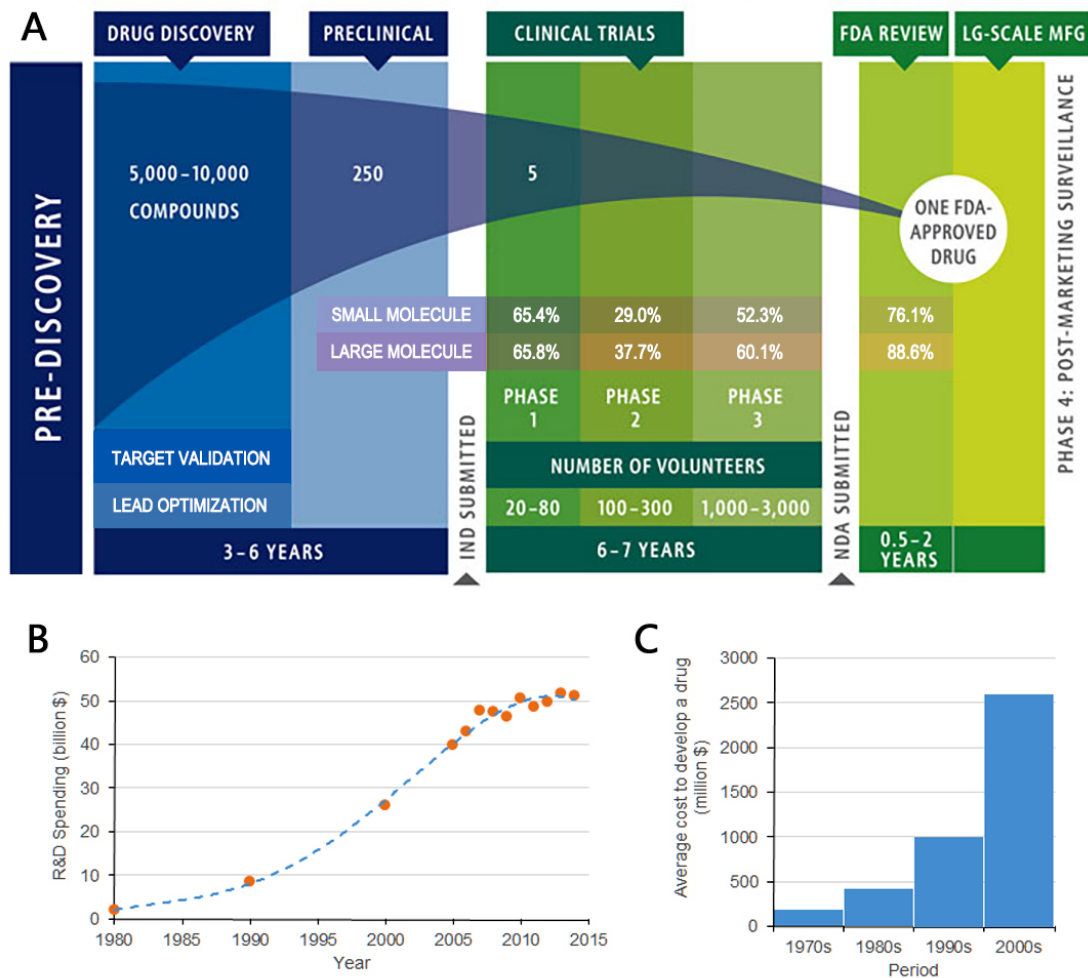 A
DRUG DISCOVERY
PRECLINICAL
CLINICAL TRIALS
FDA REVIEW
LG-SCALE MFG
PRE-DISCOVERY
5,000–10,000
COMPOUNDS
250
5
ONE FDA-
APPROVED
DRUG
SMALL MOLECULE 65.4% 29.0% 52.3% 76.1%
LARGE MOLECULE 65.8% 37.7% 60.1% 88.6%
PHASE
1
PHASE
2
PHASE
3
TARGET VALIDATION
LEAD OPTIMIZATION
NUMBER OF VOLUNTEERS
20–80
100–300
1,000–3,000
3–6 YEARS
IND SUBMITTED
6–7 YEARS
NDA SUBMITTED
0.5–2
YEARS
PHASE 4: POST-MARKETING SURVEILLANCE
B
R&D Spending (billion $)
60
50
40
30
20
10
0
1980 1985 1990 1995 2000 2005 2010 2015
Year
C
Average cost to develop a drug
(million $)
3000
2500
2000
1500
1000
500
0
1970s 1980s 1990s 2000s
Period